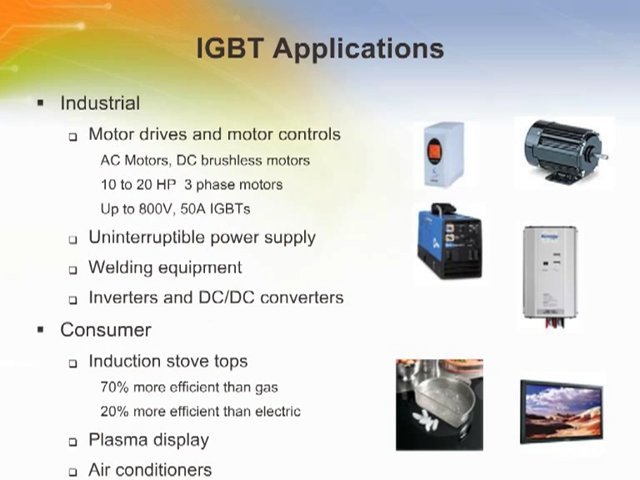 IGBT Applications
▪ Industrial
❑ Motor drives and motor controls
AC Motors, DC brushless motors
10 to 20 HP 3 phase motors
Up to 800V, 50A IGBTs
❑ Uninterruptible power supply
❑ Welding equipment
❑ Inverters and DC/DC converters
▪ Consumer
❑ Induction stove tops
70% more efficient than gas
20% more efficient than electric
❑ Plasma display
❑ Air conditioners